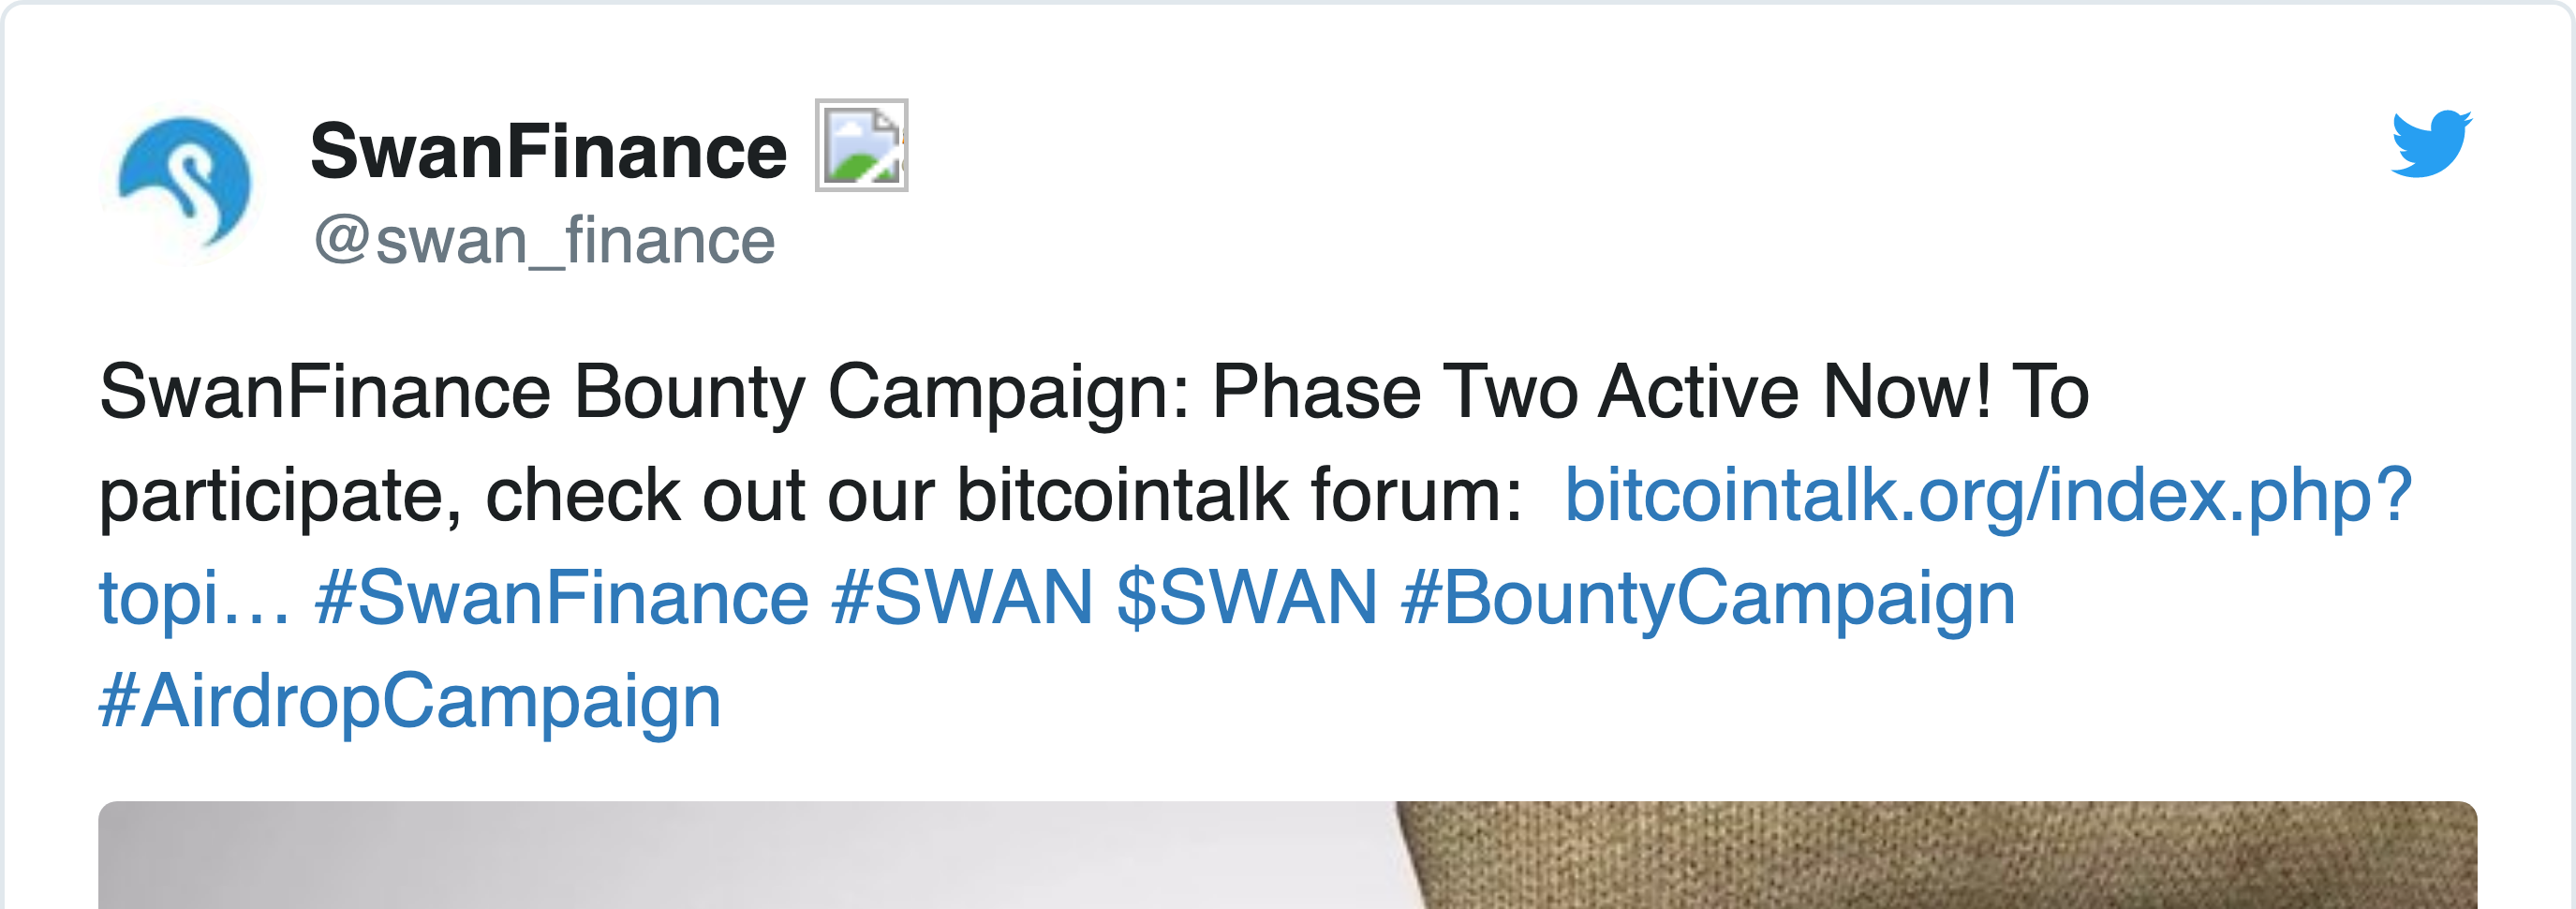 SwanFinance
@swan_finance
SwanFinance Bounty Campaign: Phase Two Active Now! To
participate, check out our bitcointalk forum:  bitcointalk.org/index.php?
topi… #SwanFinance #SWAN $SWAN #BountyCampaign
#AirdropCampaign